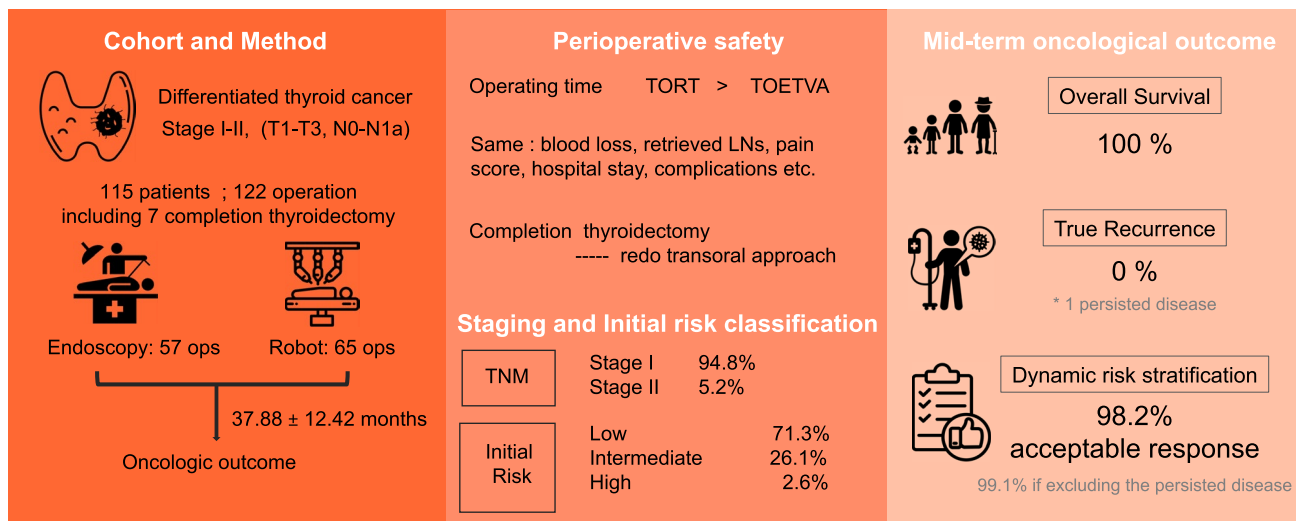 Cohort and Method
Differentiated thyroid cancer
Stage I-II, (T1-T3, N0-N1a)
115 patients ; 122 operation
including 7 completion thyroidectomy
Endoscopy: 57 ops
Robot: 65 ops
37.88 ± 12.42 months
Oncologic outcome
Perioperative safety
Operating time TORT > TOETVA
Same : blood loss, retrieved LNs, pain
score, hospital stay, complications etc.
Completion thyroidectomy
----- redo transoral approach
Staging and Initial risk classification
TNM
Stage I 94.8%
Stage II 5.2%
Initial
Risk
Low 71.3%
Intermediate 26.1%
High 2.6%
Mid-term oncological outcome
Overall Survival
100 %
True Recurrence
0 %
* 1 persisted disease
Dynamic risk stratification
98.2%
acceptable response
99.1% if excluding the persisted disease